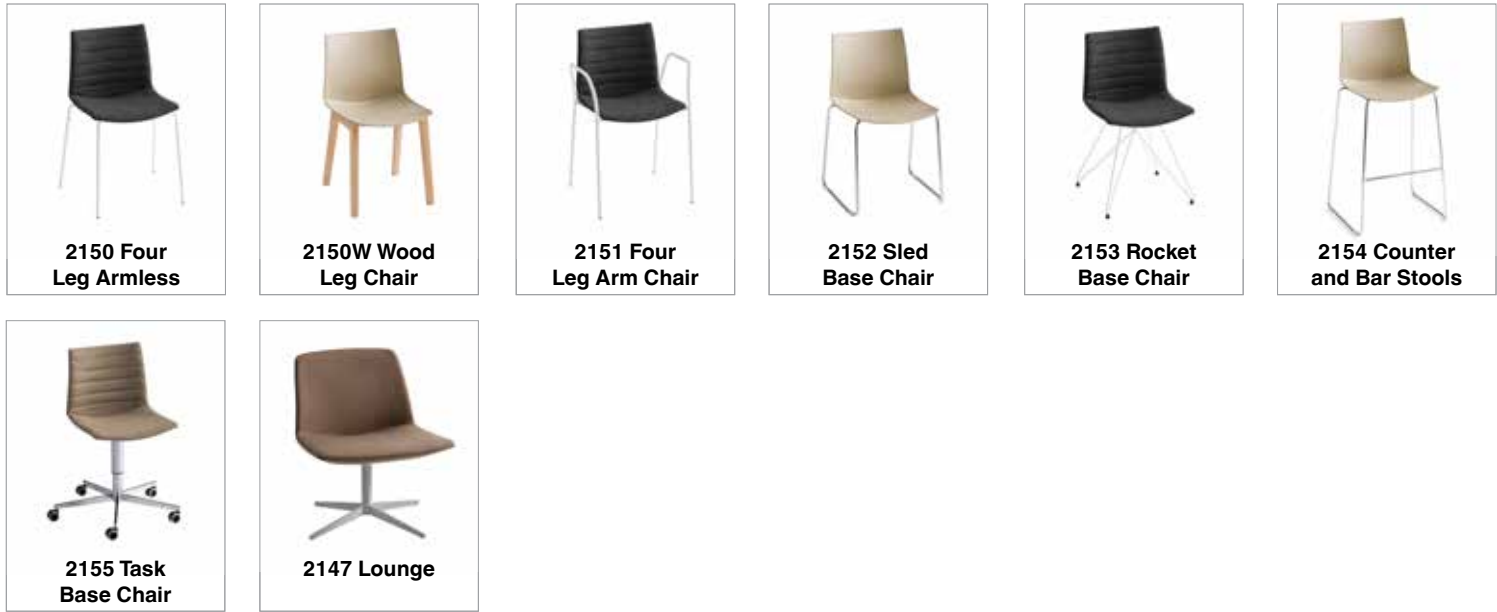 2150 Four
Leg Armless
2150W Wood
Leg Chair
2151 Four
Leg Arm Chair
2152 Sled
Base Chair
2153 Rocket
Base Chair
2154 Counter
and Bar Stools
2155 Task
Base Chair
2147 Lounge